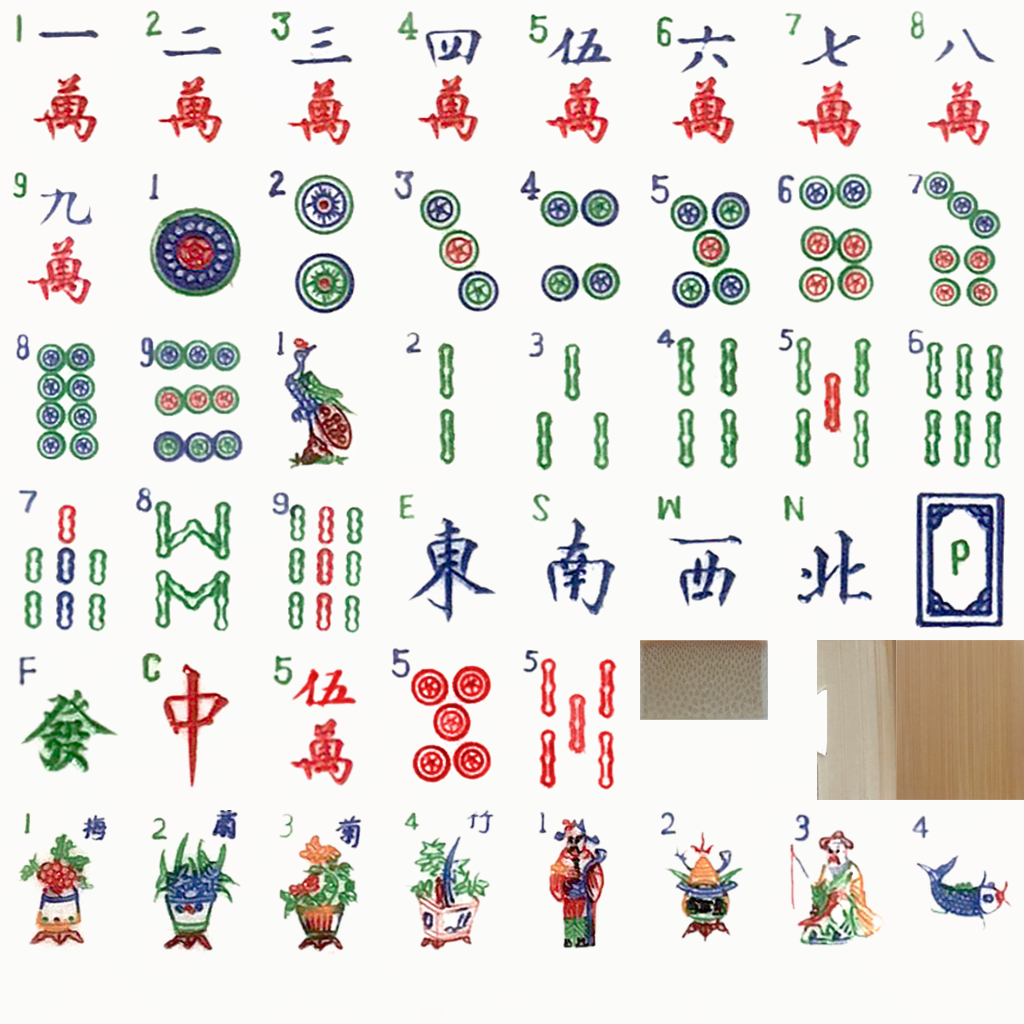 1 一 2 二 3 三 4 四 5 伍 6 六 7 七 8 八
萬 萬 萬 萬 萬 萬 萬 萬
9 九 1 2 3 4 5 6 7
萬
8 9 1 2 3 4 5 6
7 8 9 E S W N
東 南 西 北 P
F C 5 伍 5 5
發 中 萬
1 梅 2 蘭 3 菊 4 竹 1 2 3 4